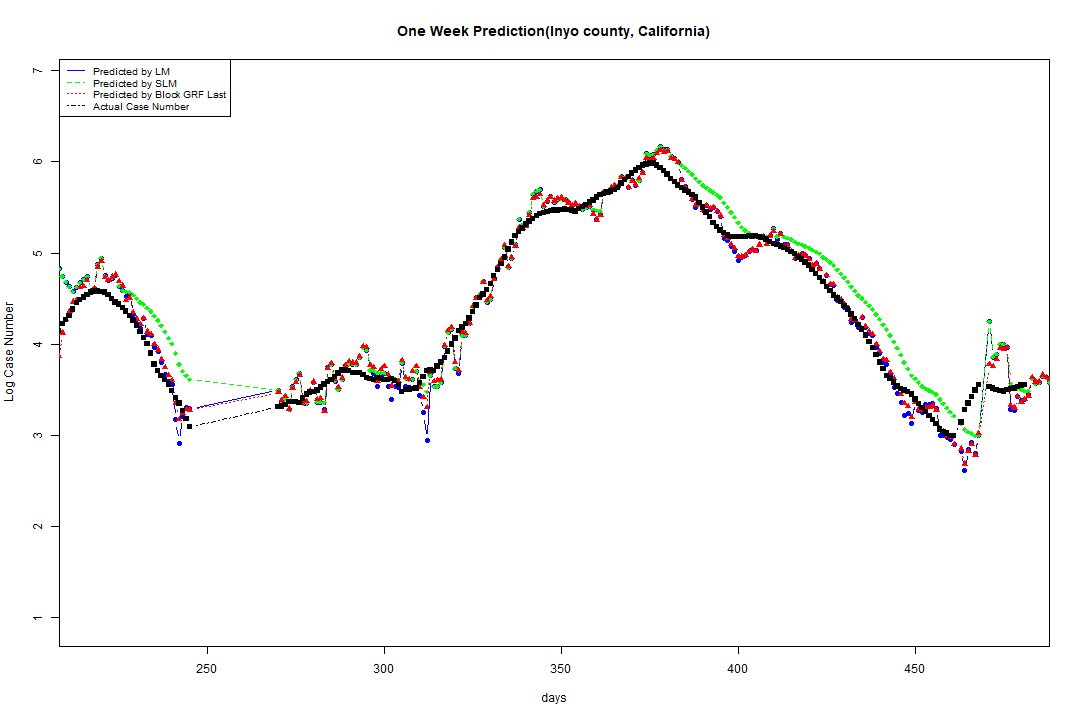 One Week Prediction(Inyo county, California)
Predicted by LM
Predicted by SLM
Predicted by Block GRF Last
Actual Case Number
7
6
5
4
3
2
1
Log Case Number
250 300 350 400 450
days